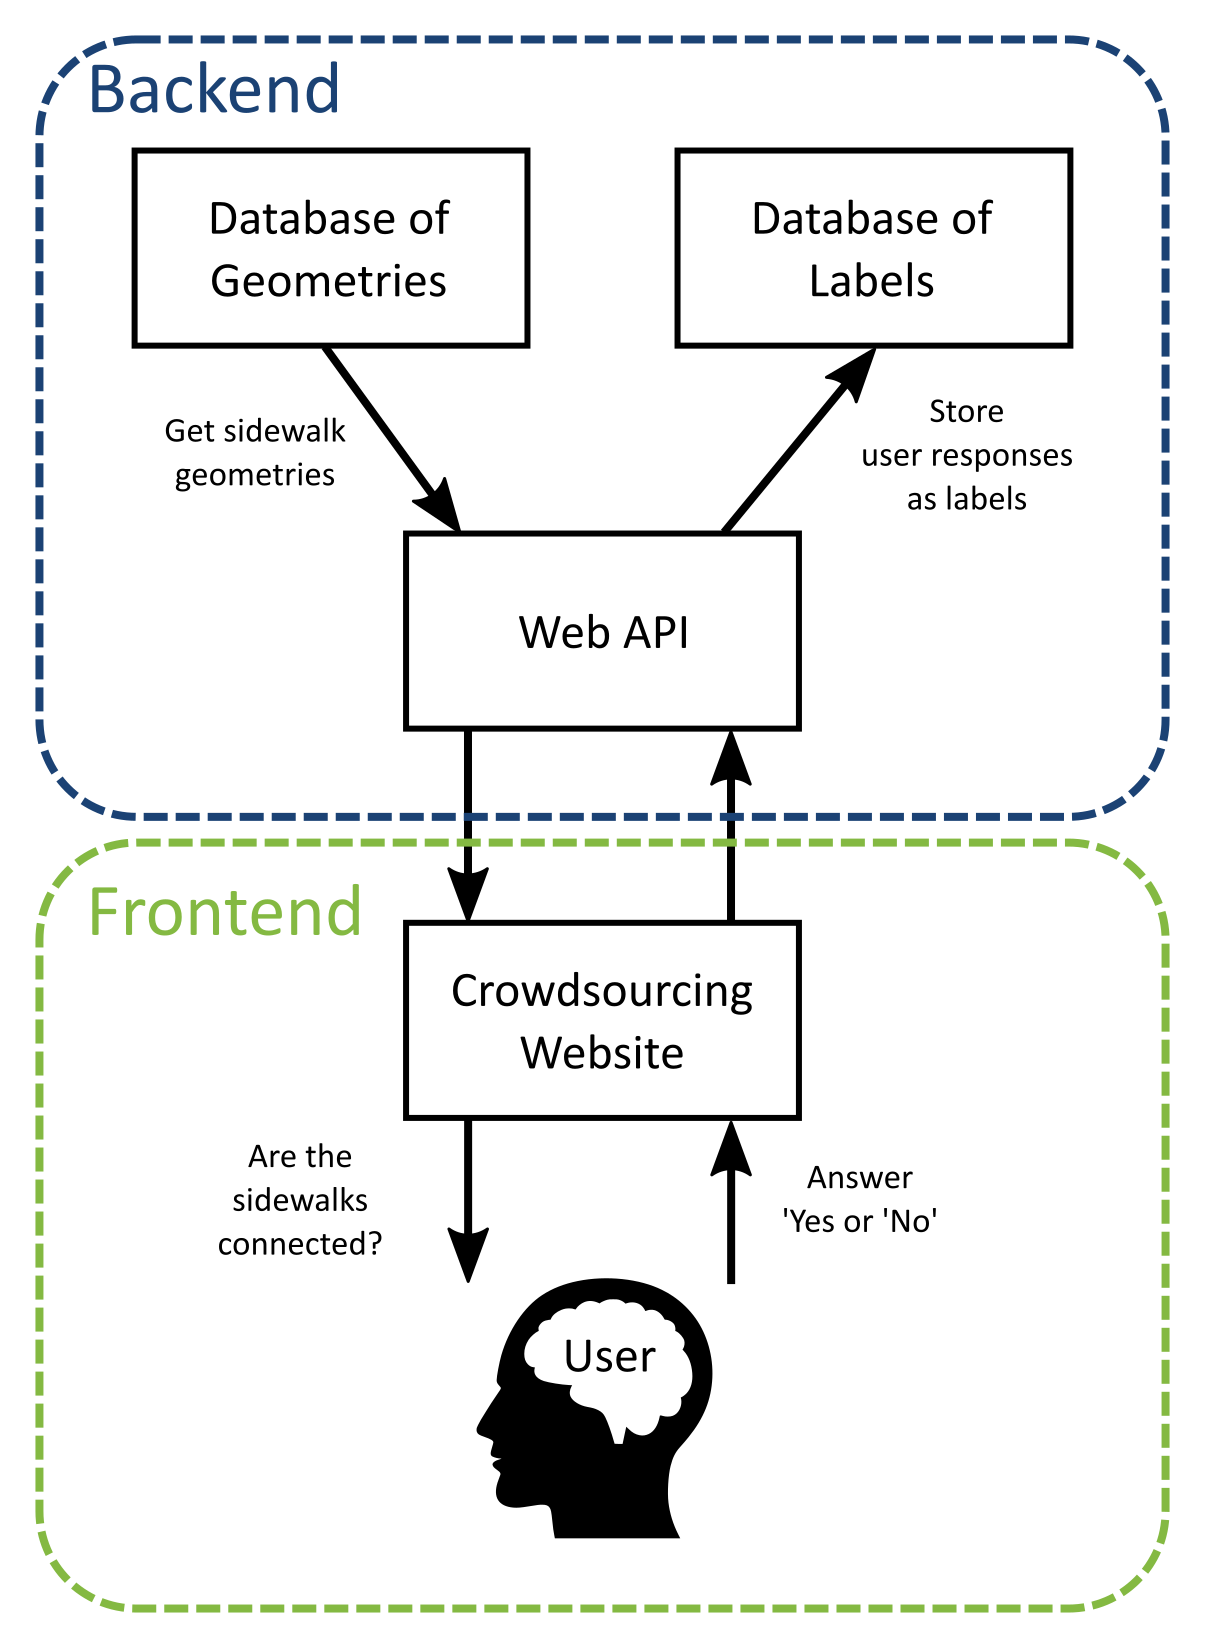 Backend
Database of
Geometries
Database of
Labels
Get sidewalk
geometries
Store
user responses
as labels
Web API
Frontend
Crowdsourcing
Website
Are the
sidewalks
connected?
Answer
'Yes or 'No'
User